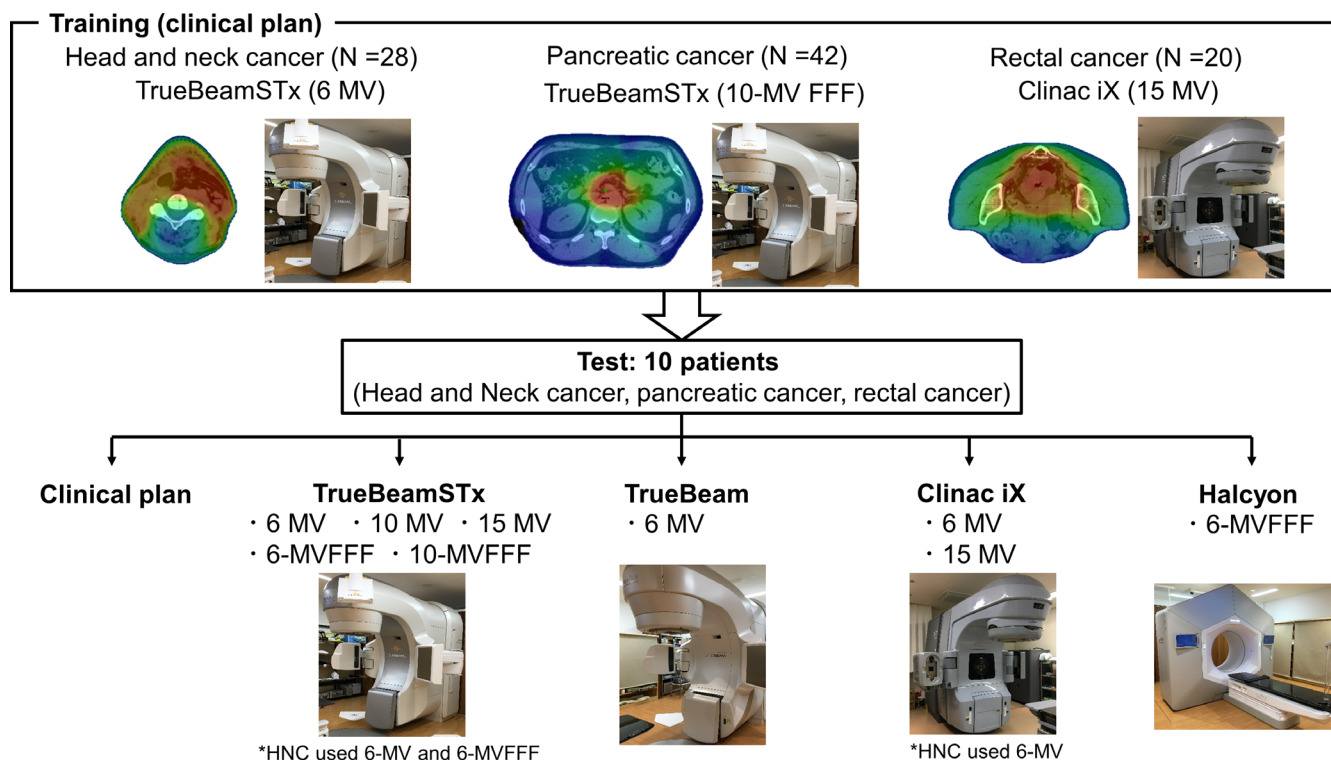 Training (clinical plan)
Head and neck cancer (N =28)
TrueBeamSTx (6 MV)
Pancreatic cancer (N =42)
TrueBeamSTx (10-MV FFF)
Rectal cancer (N =20)
Clinac iX (15 MV)
Test: 10 patients
(Head and Neck cancer, pancreatic cancer, rectal cancer)
Clinical plan
TrueBeamSTx
・6 MV ・10 MV ・15 MV
・6-MVFFF ・10-MVFFF
*HNC used 6-MV and 6-MVFFF
TrueBeam
・6 MV
Clinac iX
・6 MV
・15 MV
*HNC used 6-MV
Halcyon
・6-MVFFF